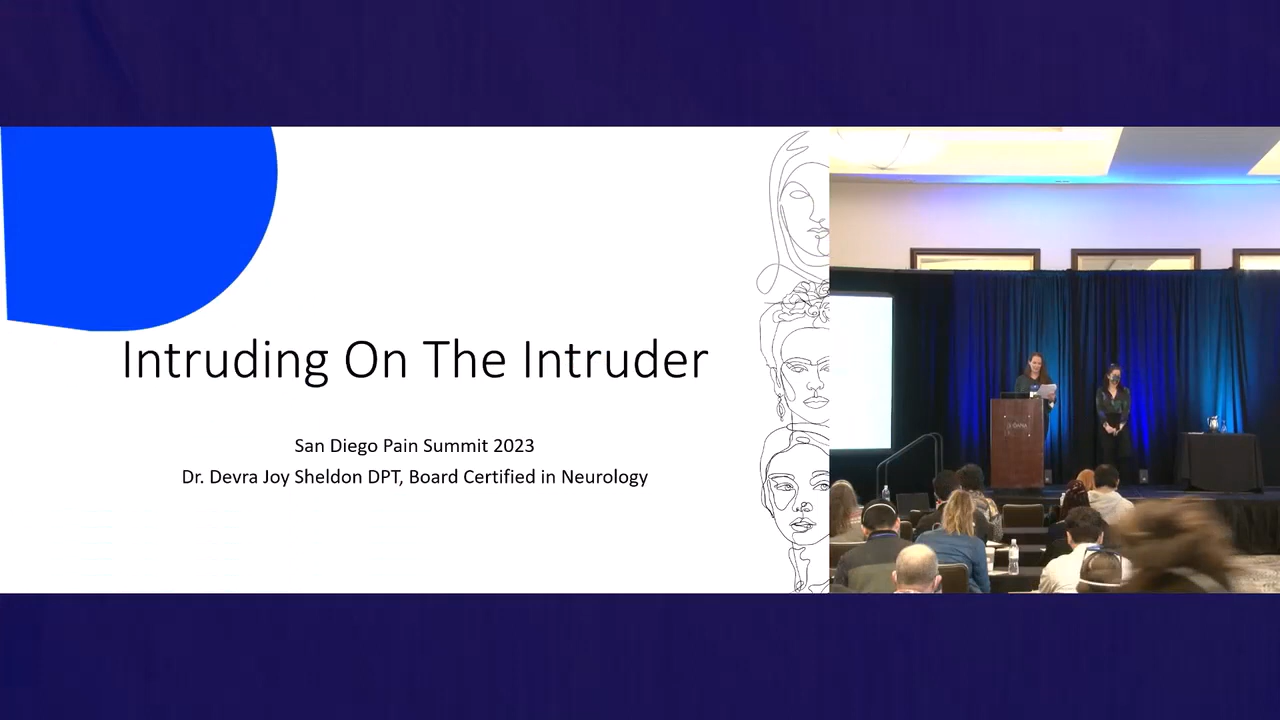 Intruding On The Intruder
San Diego Pain Summit 2023
Dr. Devra Joy Sheldon DPT, Board Certified in Neurology